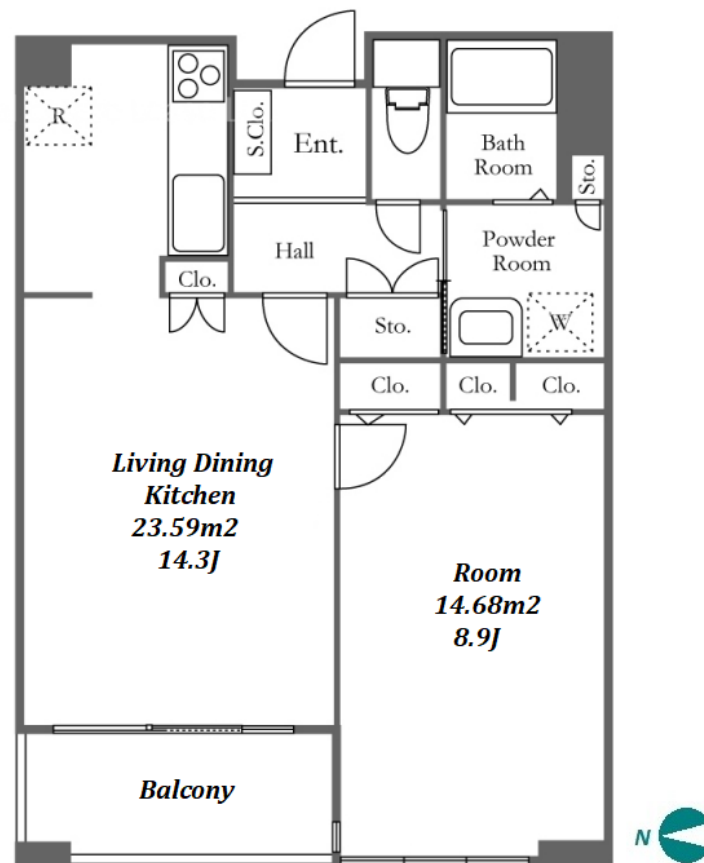 R
S.Clo.
Ent.
Bath
Room
Sto.
Hall
Powder
Room
Clo.
Sto.
W
Clo.
Clo.
Clo.
Living Dining
Kitchen
23.59m2
14.3J
Room
14.68m2
8.9J
Balcony
N